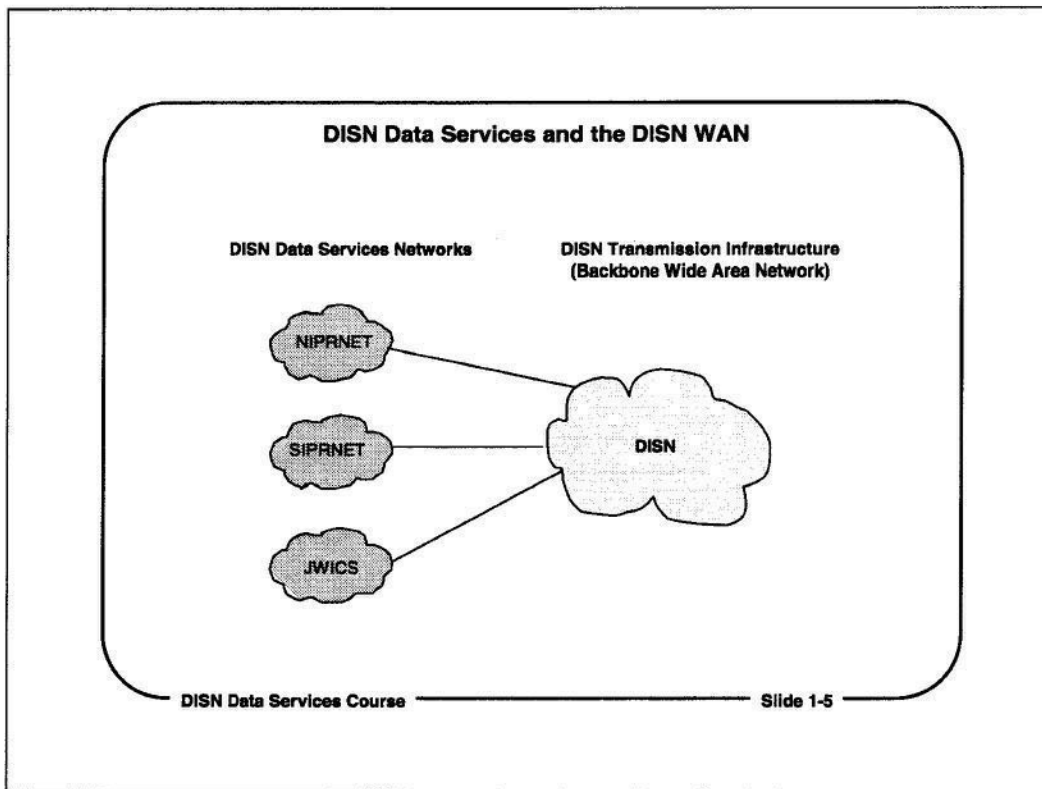 DISN Data Services and the DISN WAN
DISN Data Services Networks
DISN Transmission Infrastructure
(Backbone Wide Area Network)
NIPRNET
SIPRNET
JWICS
DISN
DISN Data Services Course
Slide 1-5